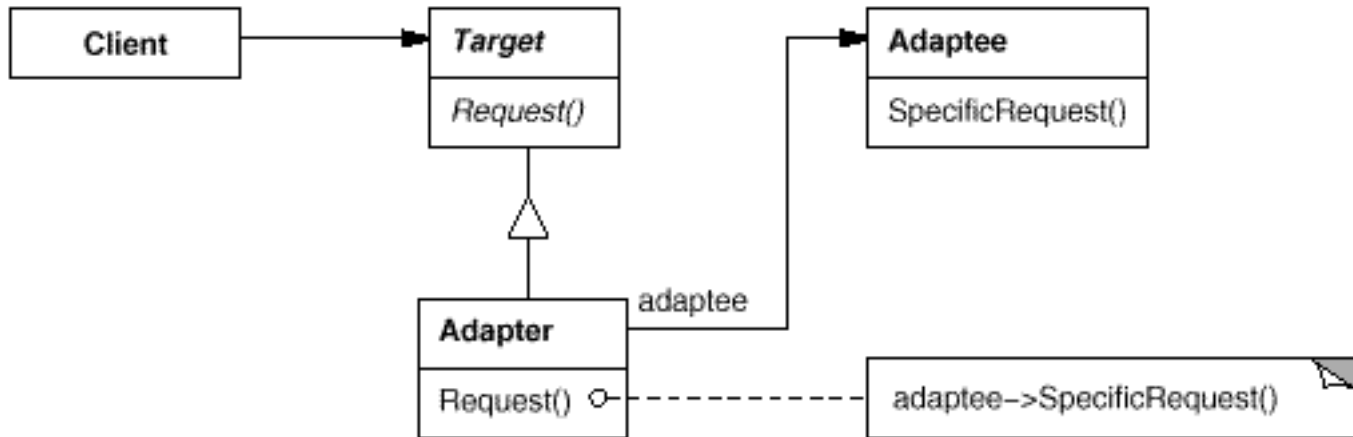 Client
Target
Request()
Adaptee
SpecificRequest()
adaptee
Adapter
Request()
adaptee–>SpecificRequest()